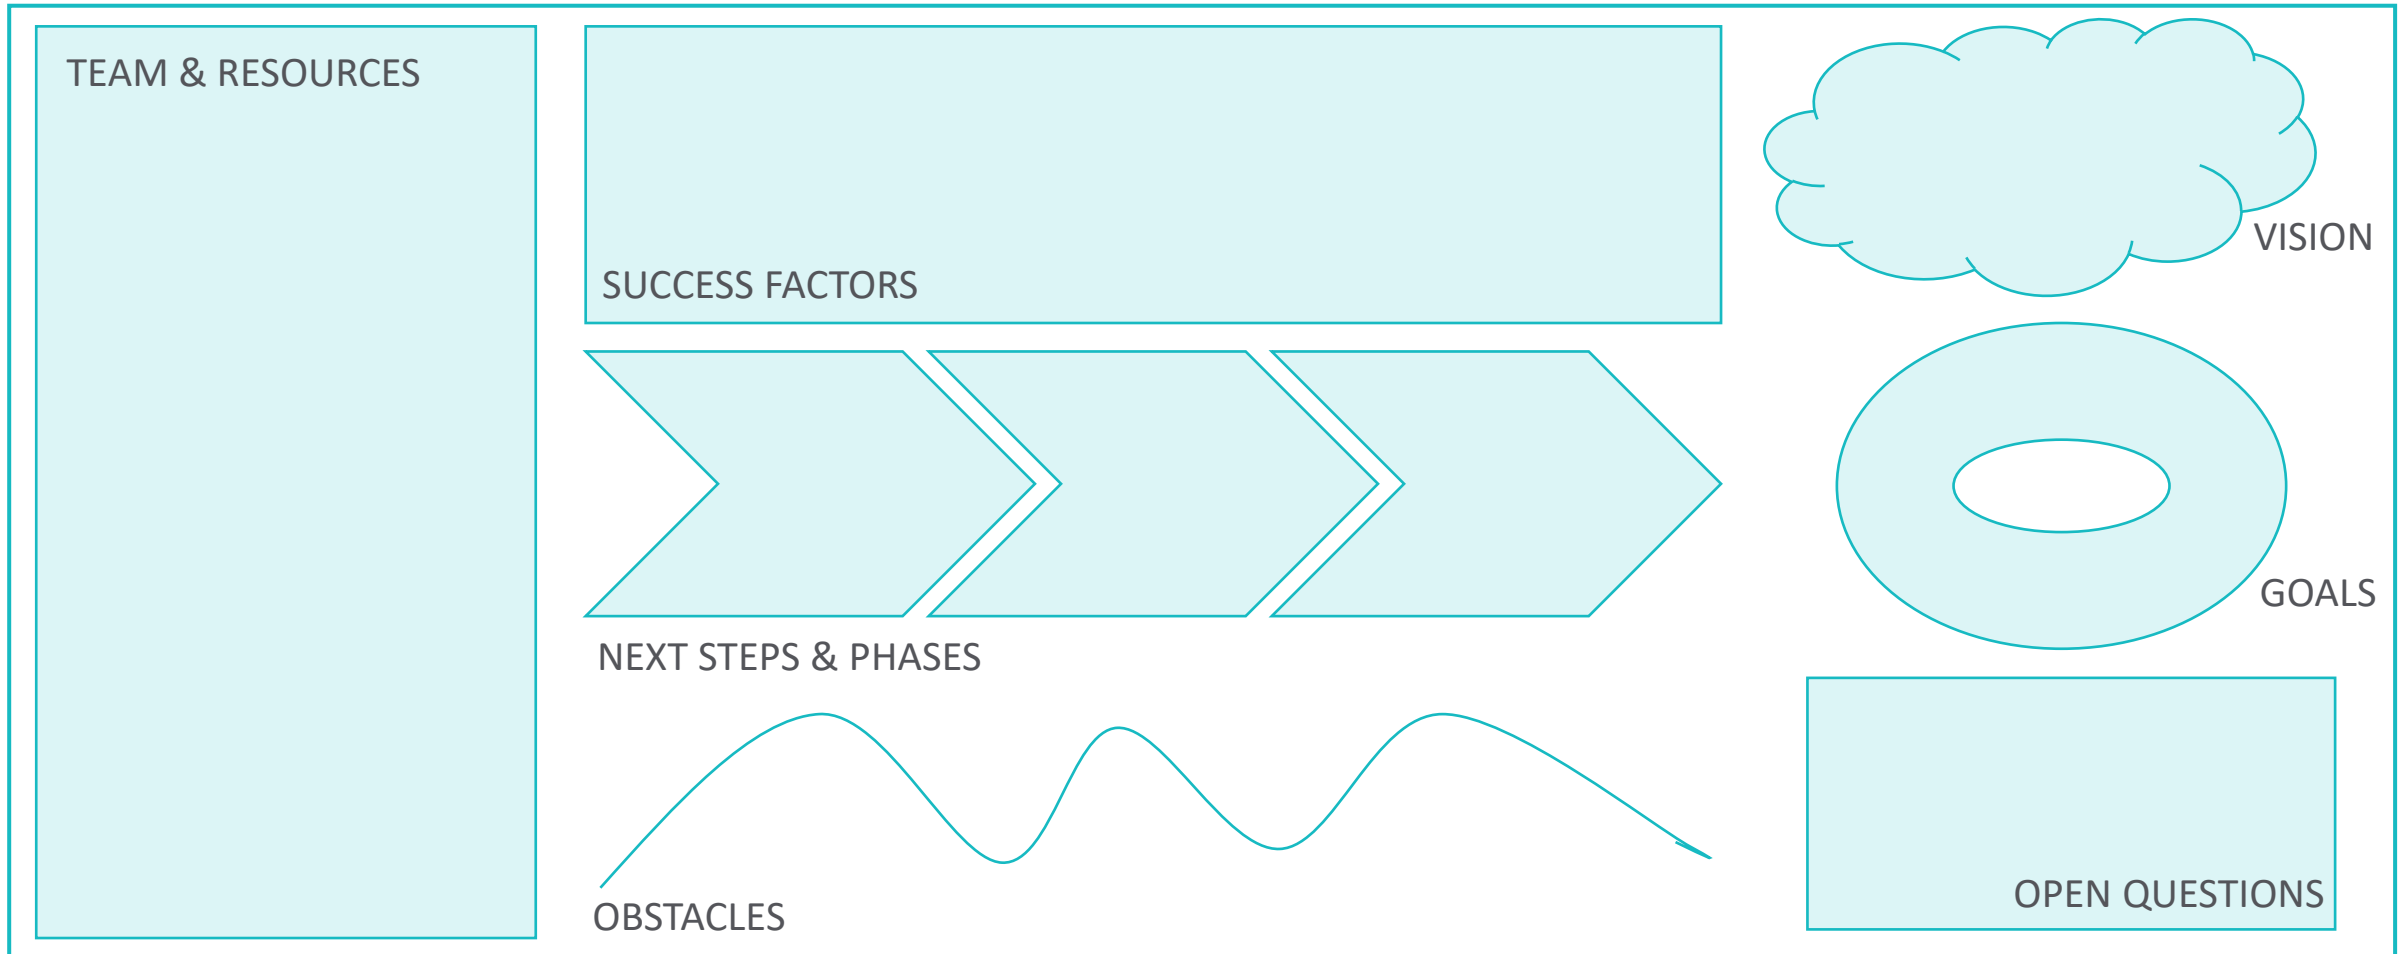 TEAM & RESOURCES
SUCCESS FACTORS
VISION
GOALS
NEXT STEPS & PHASES
OBSTACLES
OPEN QUESTIONS